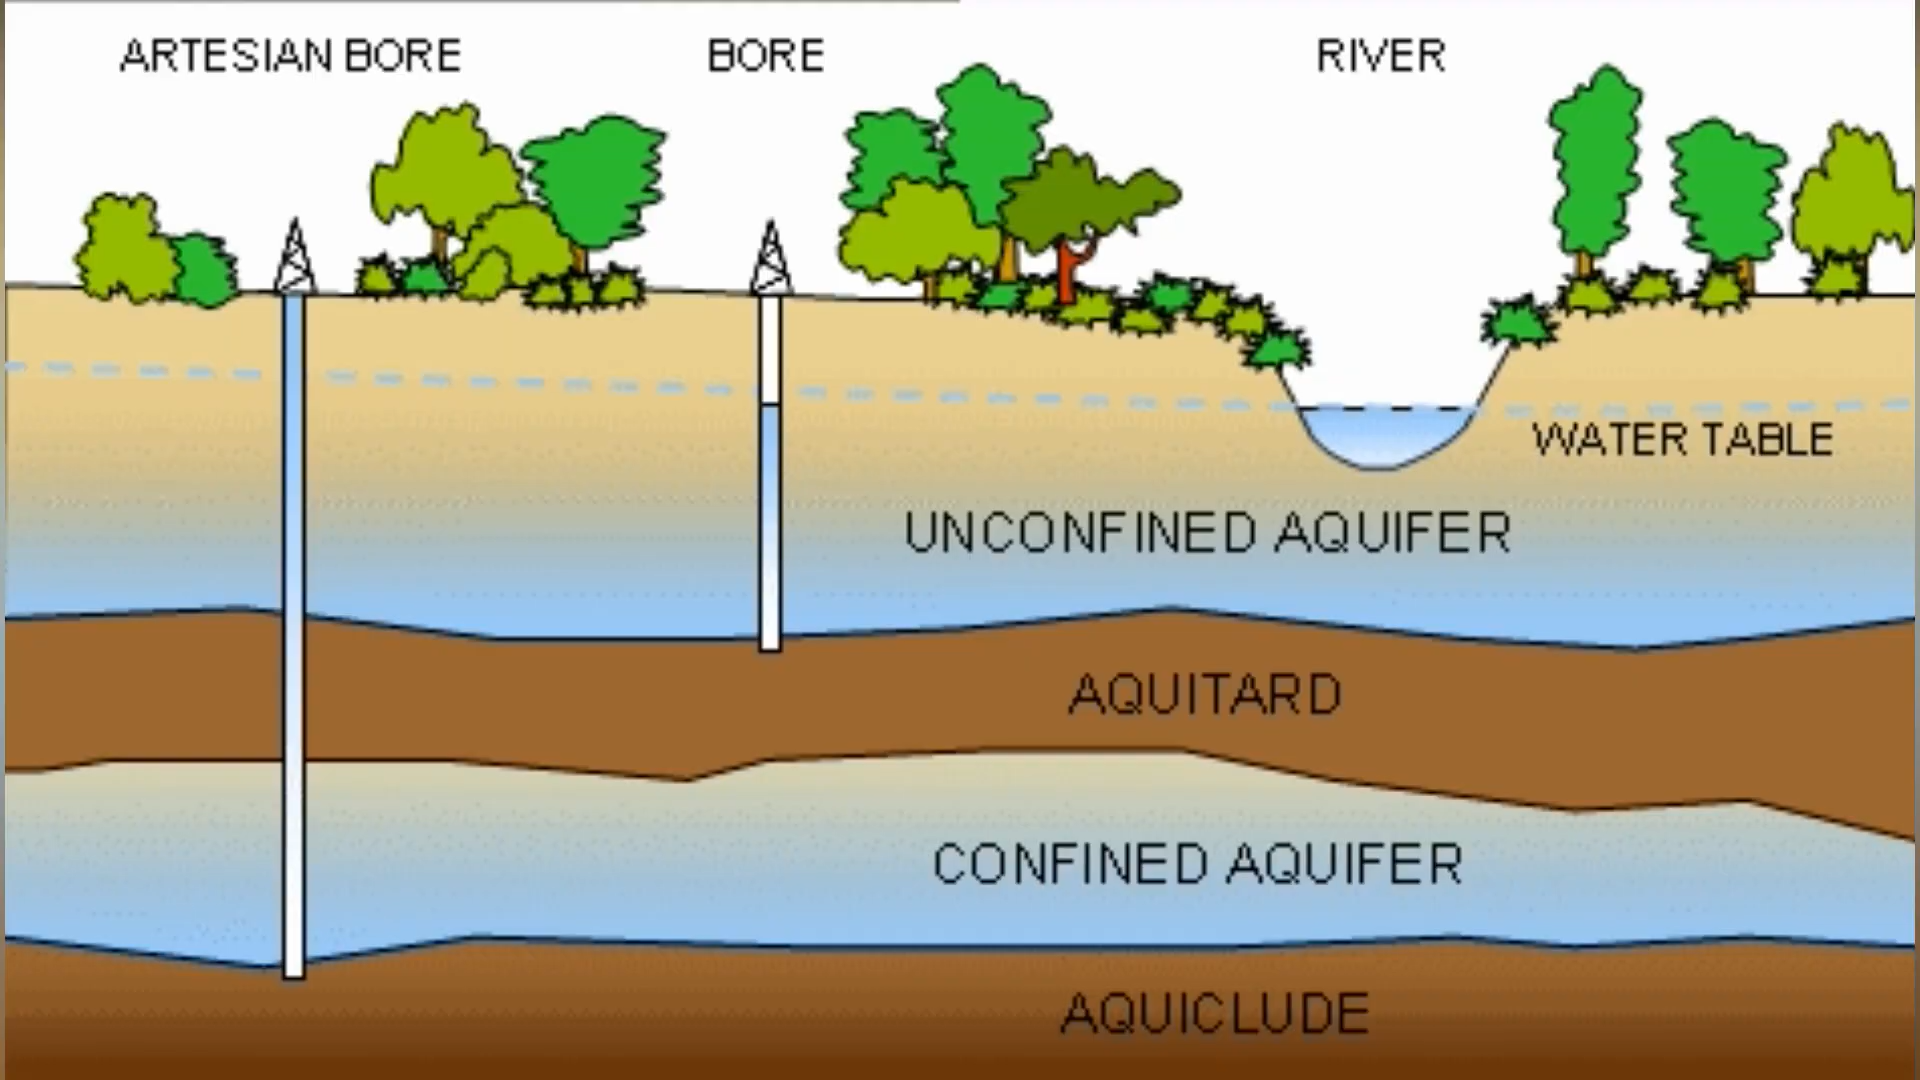 ARTESIAN BORE
BORE
RIVER
WATER TABLE
UNCONFINED AQUIFER
AQUITARD
CONFINED AQUIFER
AQUICLUDE